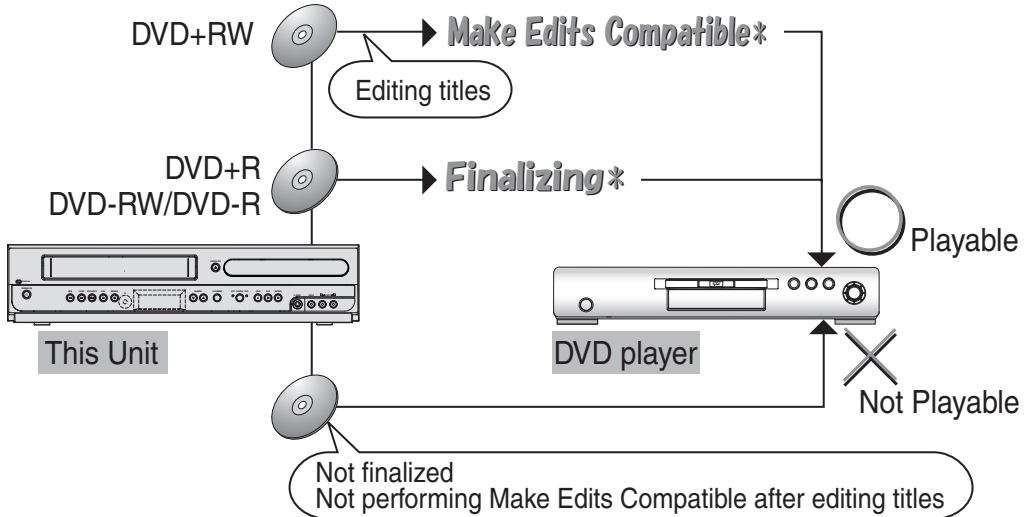 DVD+RW
Make Edits Compatible*
Editing titles
DVD+R
DVD-RW/DVD-R
Finalizing*
Playable
This Unit
DVD player
Not Playable
Not finalized
Not performing Make Edits Compatible after editing titles